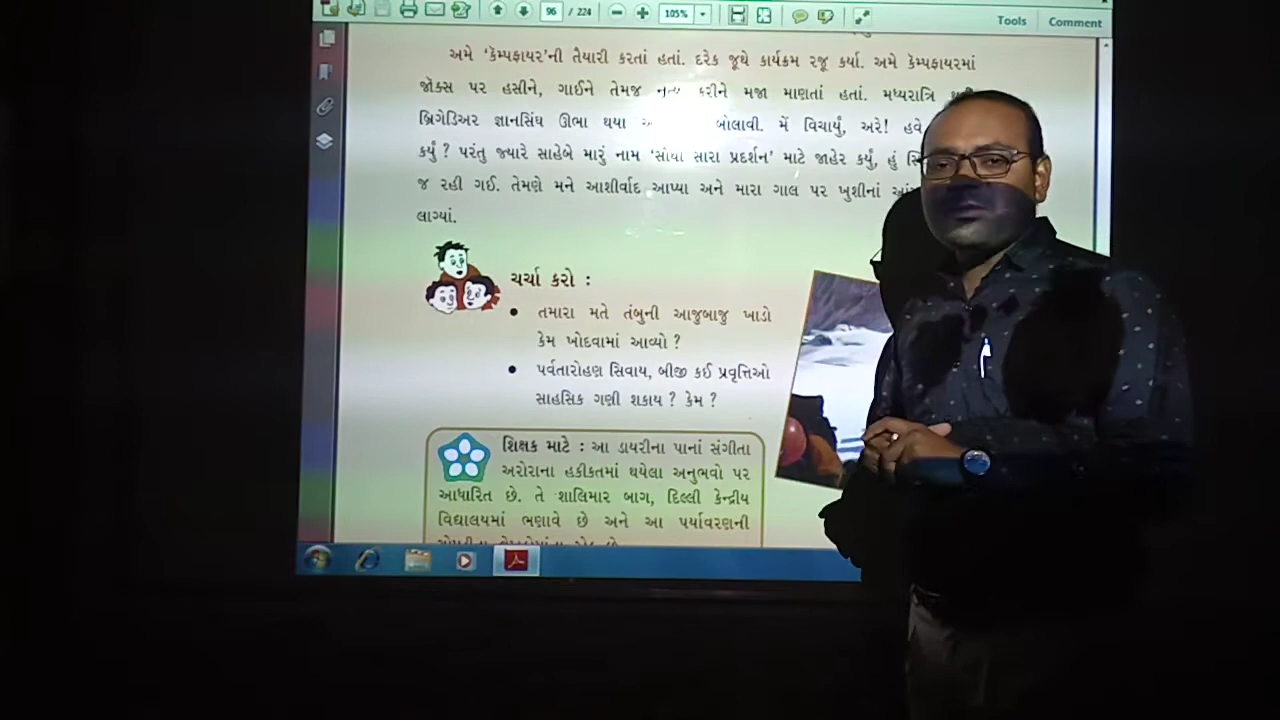 96 / 224
105%
Tools
Comment
અમે ‘કૅમ્પફાયર’ની તૈયારી કરતાં હતાં. દરેક જૂથે કાર્યક્રમ રજૂ કર્યા. અમે કૅમ્પફાયરમાં
જૉક્સ પર હસીને, ગાઈને તેમજ નૃત્ય કરીને મજા માણતાં હતાં. મધ્યરાત્રિ
બ્રિગેડિઅર જ્ઞાનસિંઘ ઊભા થયા બોલાવી. મેં વિચાર્યું, અરે! હવે
કર્યું ? પરંતુ જ્યારે સાહેબે મારું નામ ‘સૌથી સારા પ્રદર્શન’ માટે જાહેર કર્યું, હું
જ રહી ગઈ. તેમણે મને આશીર્વાદ આપ્યા અને મારા ગાલ પર ખુશીનાં
લાગ્યાં.
ચર્ચા કરો :
• તમારા મતે તંબુની આજુબાજુ ખાડો
કેમ ખોદવામાં આવ્યો ?
• પર્વતારોહણ સિવાય, બીજી કઈ પ્રવૃત્તિઓ
સાહસિક ગણી શકાય ? કેમ ?
શિક્ષક માટે : આ ડાયરીના પાનાં સંગીતા
અરોરાના હકીકતમાં થયેલા અનુભવો પર
આધારિત છે. તે શાલિમાર બાગ, દિલ્લી કેન્દ્રીય
વિદ્યાલયમાં ભણાવે છે અને આ પર્યાવરણની